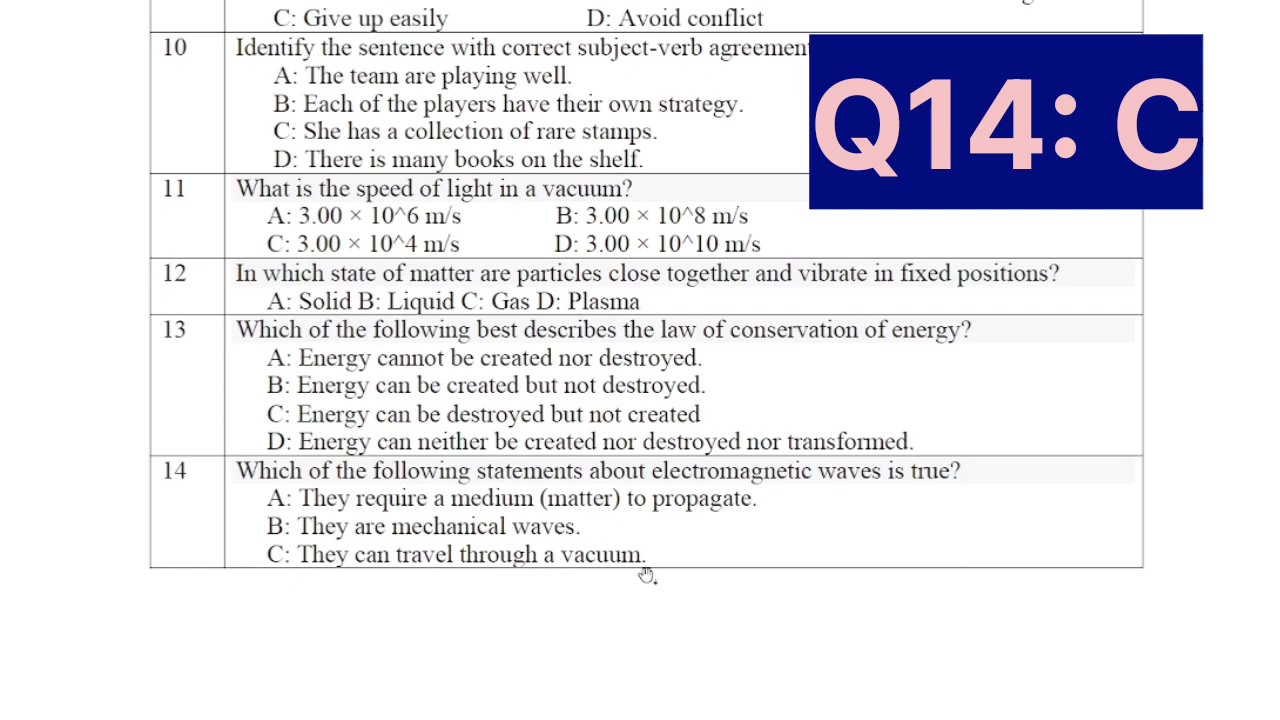 C: Give up easily D: Avoid conflict
10 Identify the sentence with correct subject-verb
A: The team are playing well.
B: Each of the players have their own strategy.
C: She has a collection of rare stamps.
D: There is many books on the shelf.
Q14: C
11 What is the speed of light in a vacuum?
A: 3.00 × 10^6 m/s B: 3.00 × 10^8 m/s
C: 3.00 × 10^4 m/s D: 3.00 × 10^10 m/s
12 In which state of matter are particles close together and vibrate in fixed positions?
A: Solid B: Liquid C: Gas D: Plasma
13 Which of the following best describes the law of conservation of energy?
A: Energy cannot be created nor destroyed.
B: Energy can be created but not destroyed.
C: Energy can be destroyed but not created
D: Energy can neither be created nor destroyed nor transformed.
14 Which of the following statements about electromagnetic waves is true?
A: They require a medium (matter) to propagate.
B: They are mechanical waves.
C: They can travel through a vacuum.